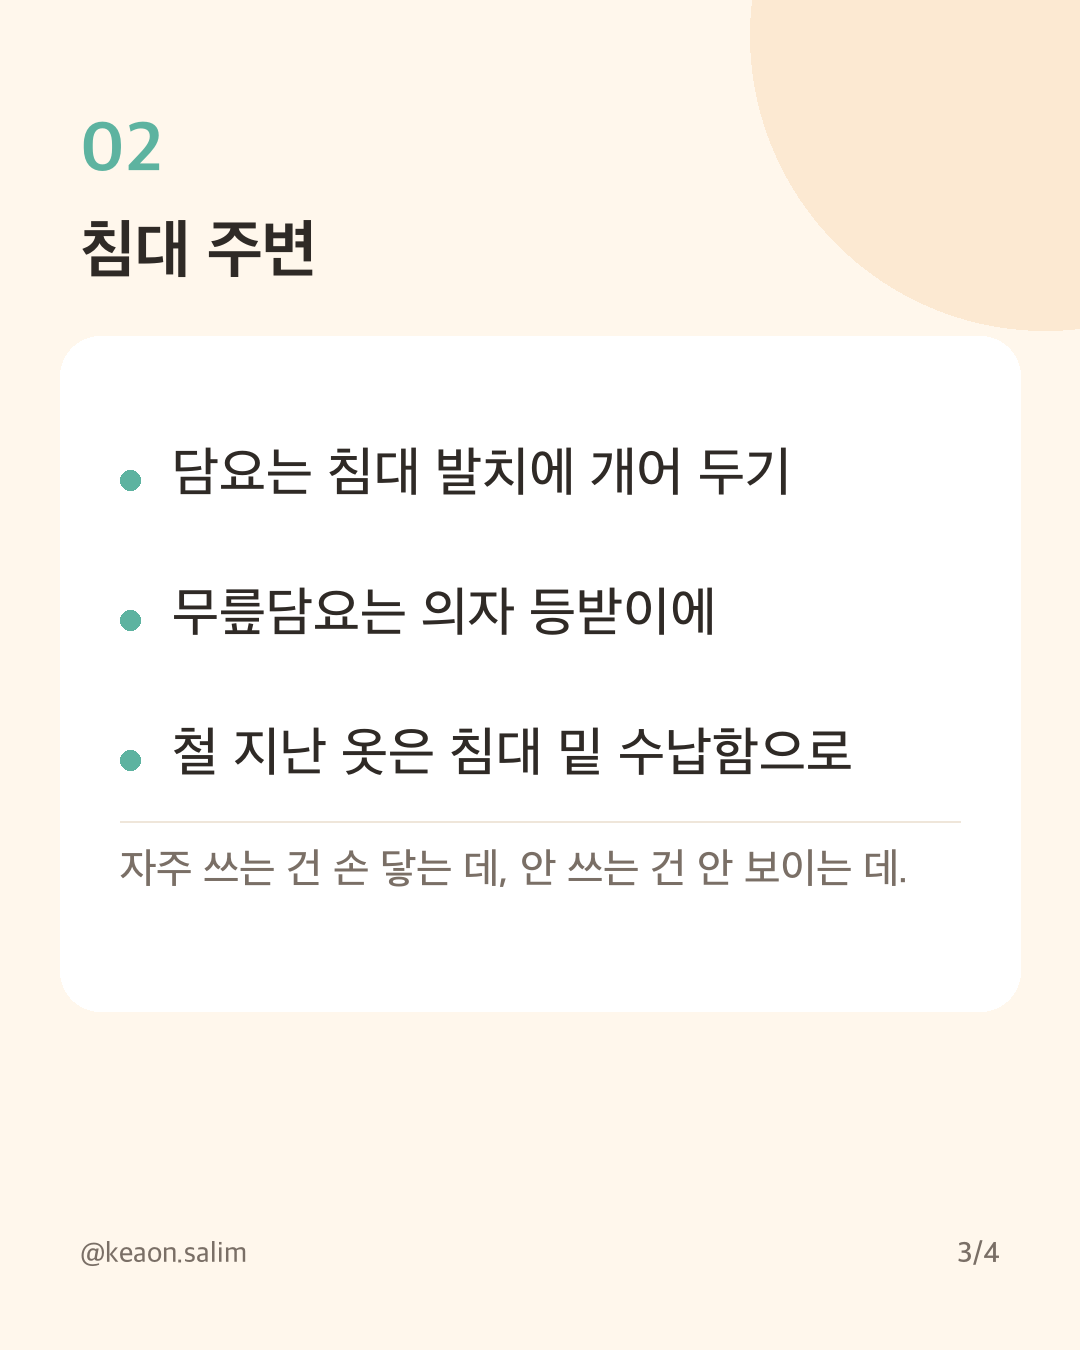 02
침대 주변
담요는 침대 발치에 개어 두기
무릎담요는 의자 등받이에
철 지난 옷은 침대 밑 수납함으로
자주 쓰는 건 손 닿는 데, 안 쓰는 건 안 보이는 데.
@keaon.salim
3/4